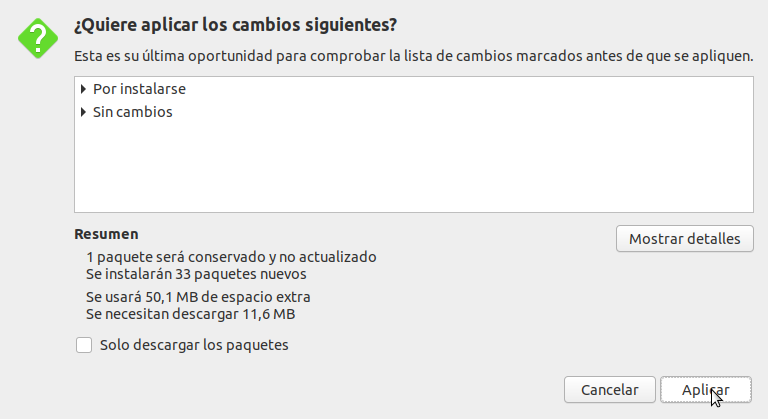 ¿Quiere aplicar los cambios siguientes?
Esta es su última oportunidad para comprobar la lista de cambios marcados antes de que se apliquen.
Por instalarse
Sin cambios
Resumen
Mostrar detalles
1 paquete será conservado y no actualizado
Se instalarán 33 paquetes nuevos
Se usará 50,1 MB de espacio extra
Se necesitan descargar 11,6 MB
Solo descargar los paquetes
Cancelar
Aplicar